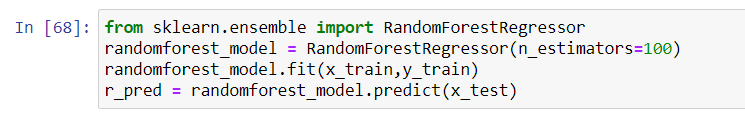 In [68]: from sklearn.ensemble import RandomForestRegressor
randomforest_model = RandomForestRegressor(n_estimators=100)
randomforest_model.fit(x_train,y_train)
r_pred = randomforest_model.predict(x_test)